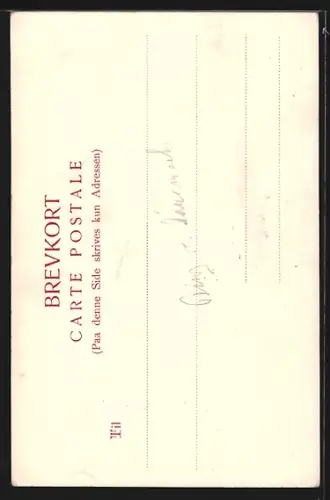 BREVKORT
CARTE POSTALE
(Paa denne Side skrives kun Adressen)
Til